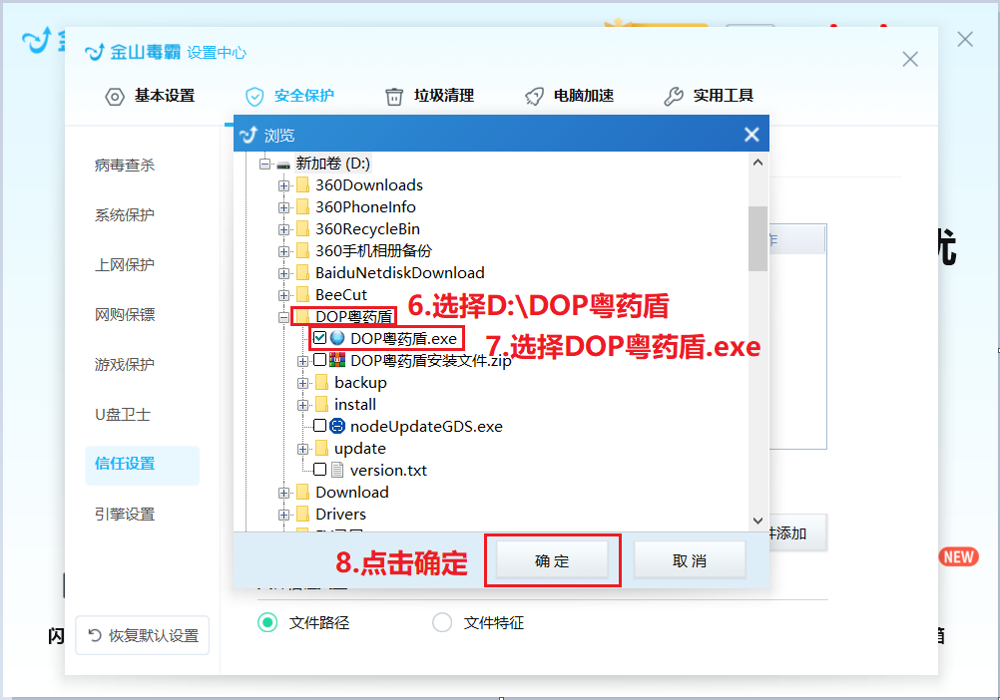 金山毒霸 设置中心
基本设置
安全保护
垃圾清理
电脑加速
实用工具
浏览
病毒查杀
系统保护
上网保护
网购保镖
游戏保护
U盘卫士
信任设置
引擎设置
恢复默认设置
新加卷 (D:)
360Downloads
360PhoneInfo
360RecycleBin
360手机相册备份
BaiduNetdiskDownload
BeeCut
DOP粤药盾
6.选择D:\DOP粤药盾
DOP粤药盾.exe
7.选择DOP粤药盾.exe
DOP粤药盾安装文件.zip
backup
install
nodeUpdateGDS.exe
update
version.txt
Download
Drivers
作
忧
件添加
8.点击确定
确 定
取 消
NEW
文件路径
文件特征
闪
箱